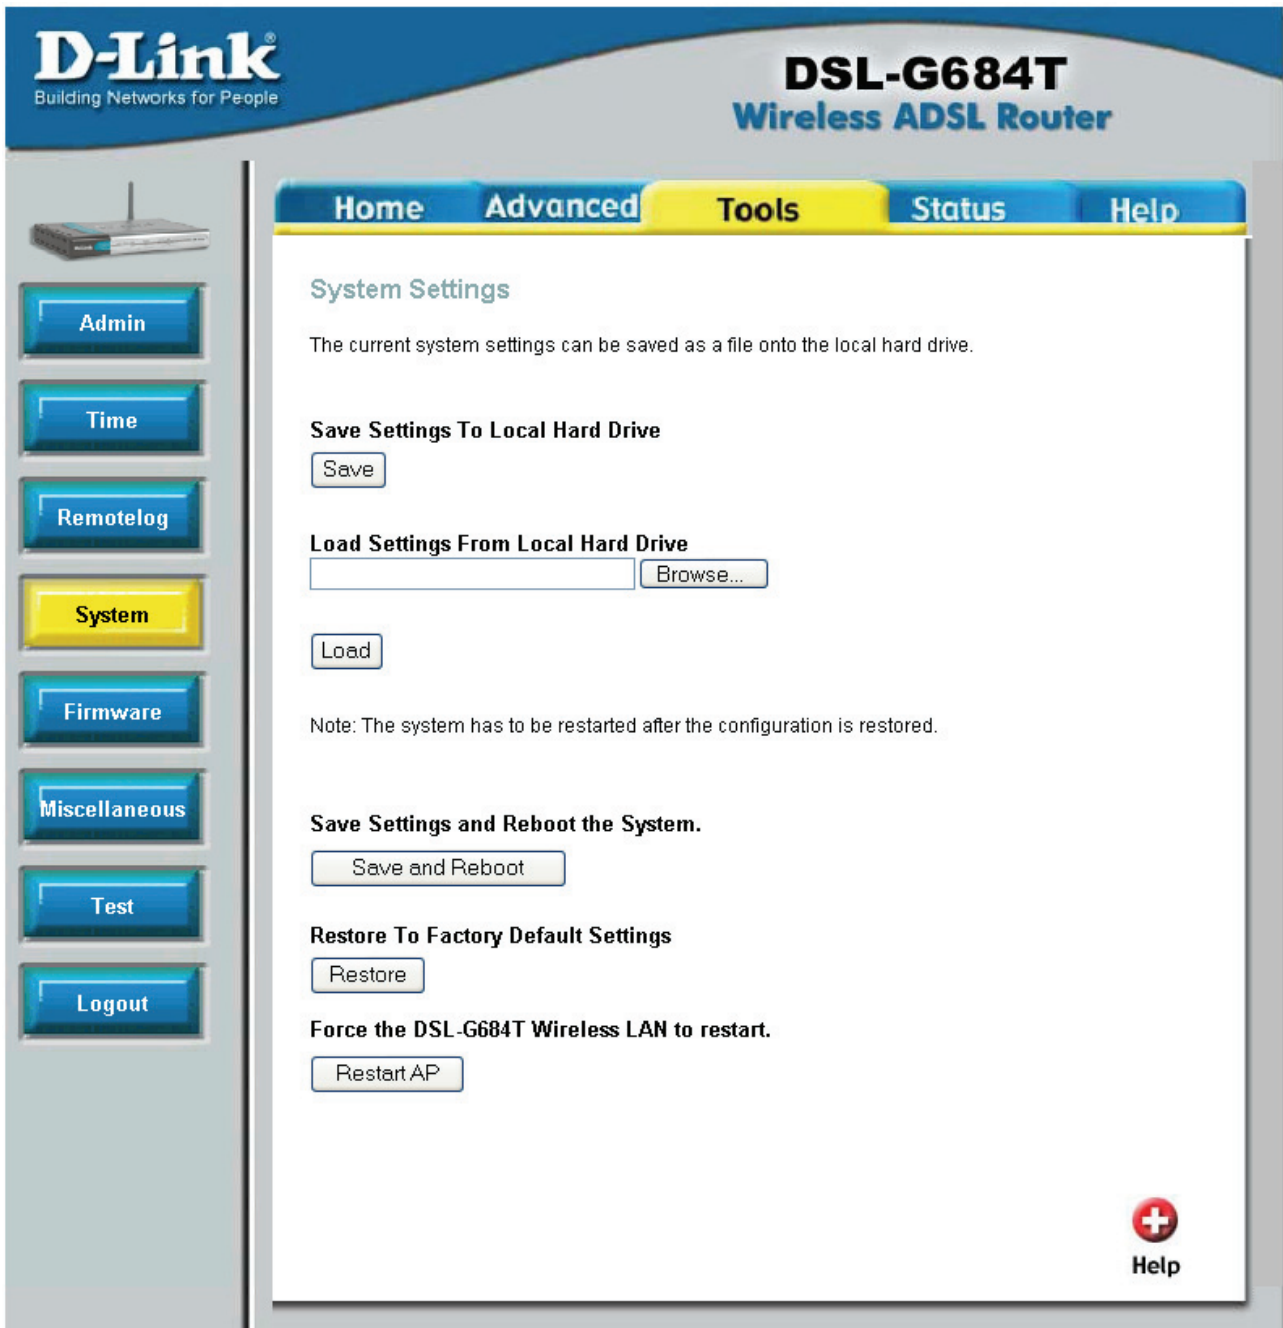 D-Link
Building Networks for People
DSL-G684T
Wireless ADSL Router
Home Advanced Tools Status Help
Admin
Time
Remotelog
System
Firmware
Miscellaneous
Test
Logout
System Settings
The current system settings can be saved as a file onto the local hard drive.
Save Settings To Local Hard Drive
Save
Load Settings From Local Hard Drive
Browse...
Load
Note: The system has to be restarted after the configuration is restored.
Save Settings and Reboot the System.
Save and Reboot
Restore To Factory Default Settings
Restore
Force the DSL-G684T Wireless LAN to restart.
Restart AP
Help